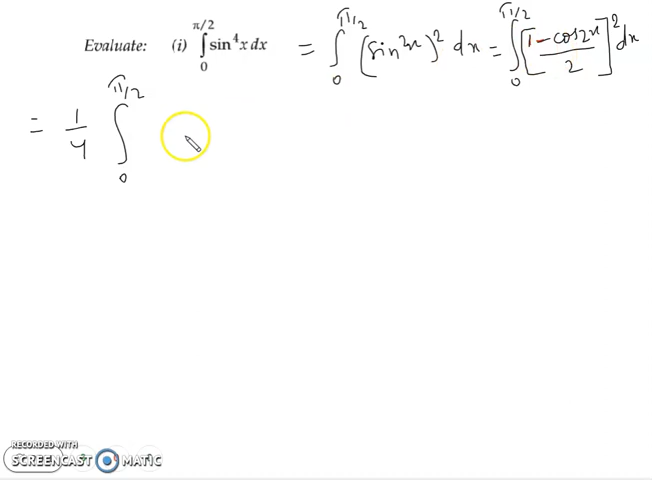 Evaluate: (i) ∫₀^{π/2} sin⁴ x dx = ∫₀^{π/2} (sin²x)² dx = ∫₀^{π/2} [(1 - cos2x)/2]² dx
= 1/4 ∫₀^{π/2}
RECORDED WITH
SCREENCAST MATIC